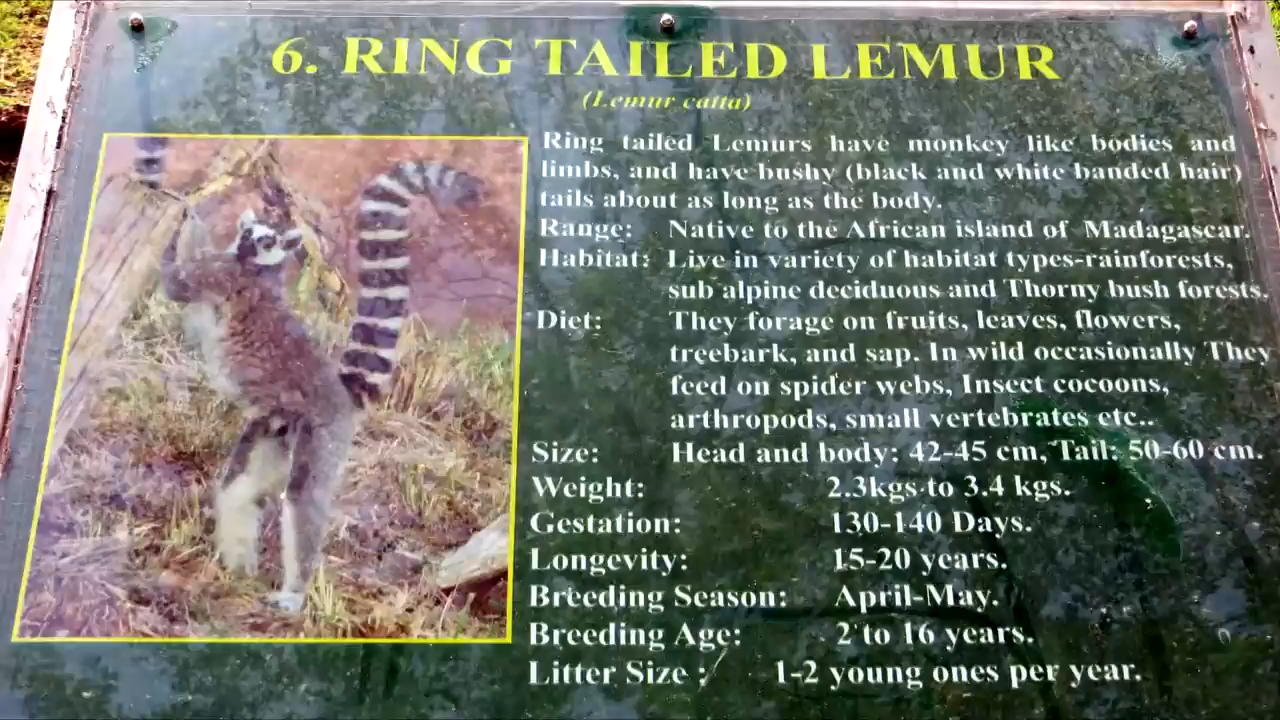 6. RING TAILED LEMUR
(Lemur catta)
Ring tailed Lemurs have monkey like bodies and
limbs, and have bushy (black and white banded hair)
tails about as long as the body.
Range: Native to the African island of Madagascar.
Habitat: Live in variety of habitat types-rainforests,
sub alpine deciduous and Thorny bush forests.
Diet: They forage on fruits, leaves, flowers,
treebark, and sap. In wild occasionally They
feed on spider webs, Insect cocoons,
arthropods, small vertebrates etc..
Size: Head and body: 42-45 cm, Tail: 50-60 cm.
Weight: 2.3kgs to 3.4 kgs.
Gestation: 130-140 Days.
Longevity: 15-20 years.
Breeding Season: April-May.
Breeding Age: 2 to 16 years.
Litter Size : 1-2 young ones per year.